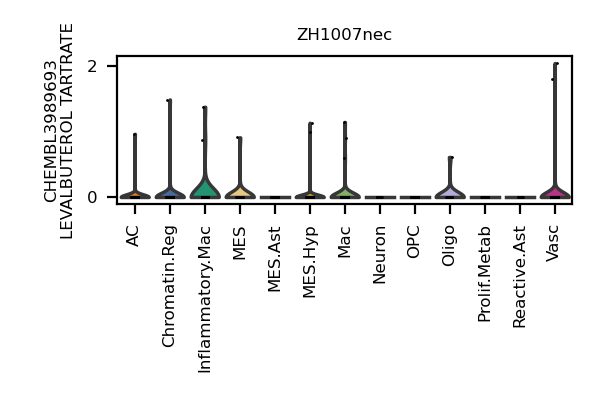 ZH1007nec
CHEMBL3989693
LEVALBUTEROL TARTRATE
2
0
AC
Chromatin.Reg
Inflammatory.Mac
MES
MES.Ast
MES.Hyp
Mac
Neuron
OPC
Oligo
Prolif.Metab
Reactive.Ast
Vasc